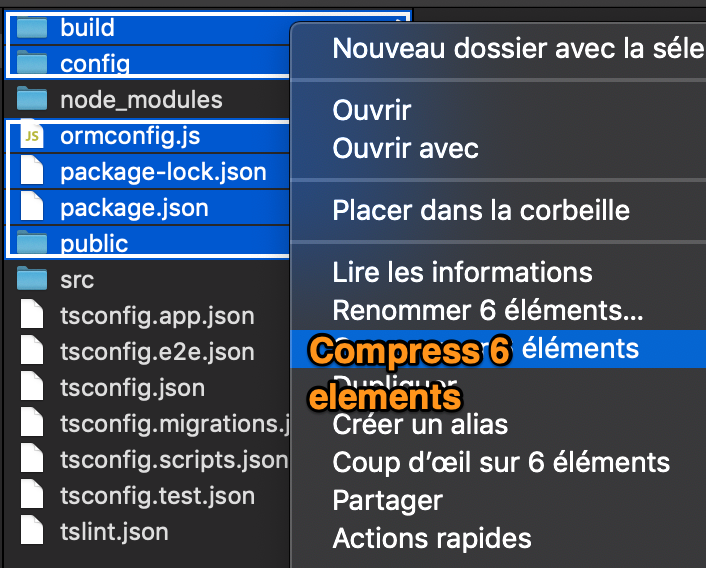 build
config
node_modules
JS
ormconfig.js
package-lock.json
package.json
public
src
tsconfig.app.json
tsconfig.e2e.json
tsconfig.json
tsconfig.migrations.j
tsconfig.scripts.json
tsconfig.test.json
tslint.json
Nouveau dossier avec la séle
Ouvrir
Ouvrir avec
Placer dans la corbeille
Lire les informations
Renommer 6 éléments...
Compress 6
elements
éléments
Dupliquer
Créer un alias
Coup d’œil sur 6 éléments
Partager
Actions rapides